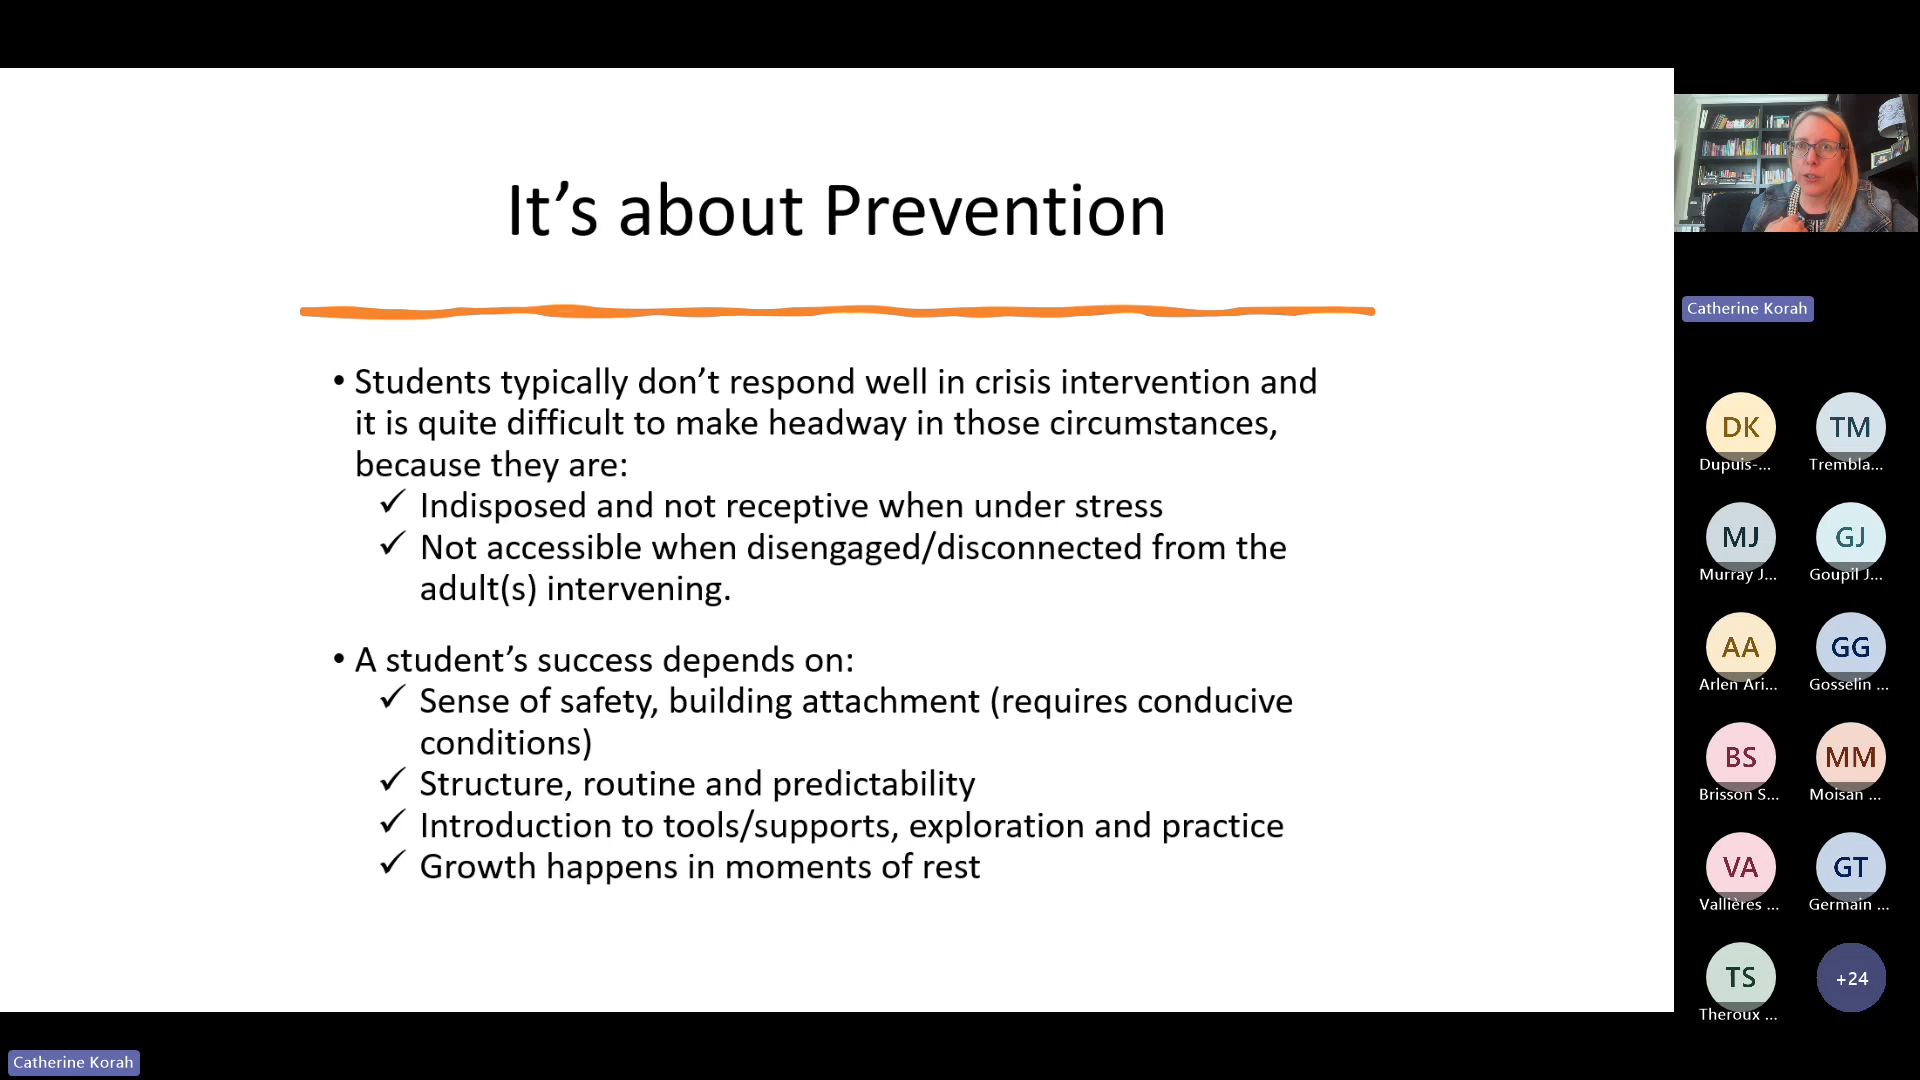 It's about Prevention
• Students typically don't respond well in crisis intervention and
it is quite difficult to make headway in those circumstances,
because they are:
✓ Indisposed and not receptive when under stress
✓ Not accessible when disengaged/disconnected from the
adult(s) intervening.
• A student's success depends on:
✓ Sense of safety, building attachment (requires conducive
conditions)
✓ Structure, routine and predictability
✓ Introduction to tools/supports, exploration and practice
✓ Growth happens in moments of rest
Catherine Korah
Catherine Korah
DK
Dupuis-...
TM
Trembla...
MJ
Murray J...
GJ
Goupil J...
AA
Arlen Ari...
GG
Gosselin ...
BS
Brisson S...
MM
Moisan ...
VA
Vallières ...
GT
Germain ...
TS
Theroux ...
+24